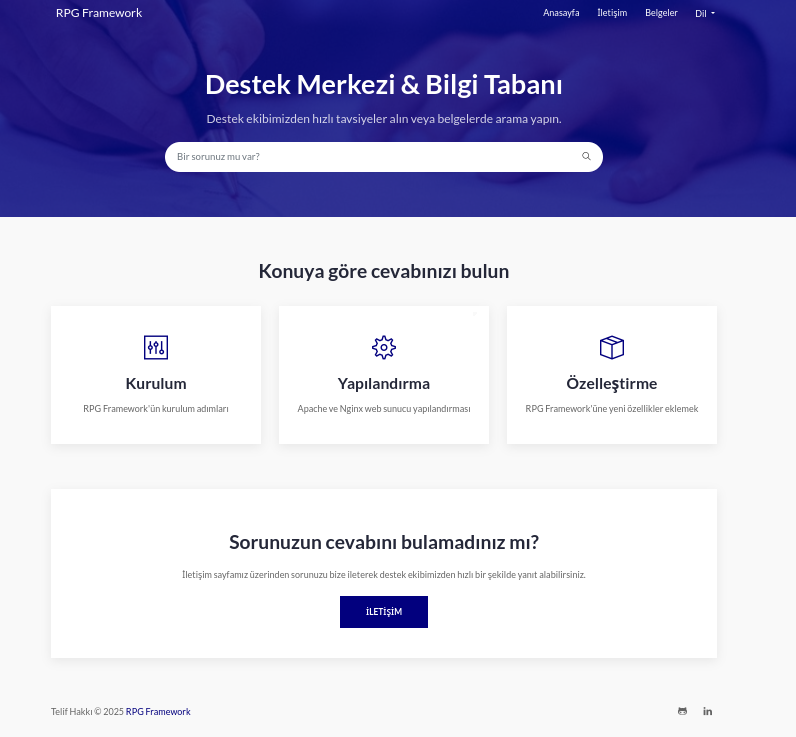 RPG Framework
Anasayfa
İletişim
Belgeler
Dil
Destek Merkezi & Bilgi Tabanı
Destek ekibimizden hızlı tavsiyeler alın veya belgelerde arama yapın.
Bir sorunuz mu var?
Konuya göre cevabınızı bulun
Kurulum
RPG Framework'ün kurulum adımları
Yapılandırma
Apache ve Nginx web sunucu yapılandırması
Özelleştirme
RPG Framework'üne yeni özellikler eklemek
Sorunuzun cevabını bulamadınız mı?
İletişim sayfamız üzerinden sorunuzu bize ileterek destek ekibimizden hızlı bir şekilde yanıt alabilirsiniz.
İLETİŞİM
Telif Hakkı © 2025 RPG Framework